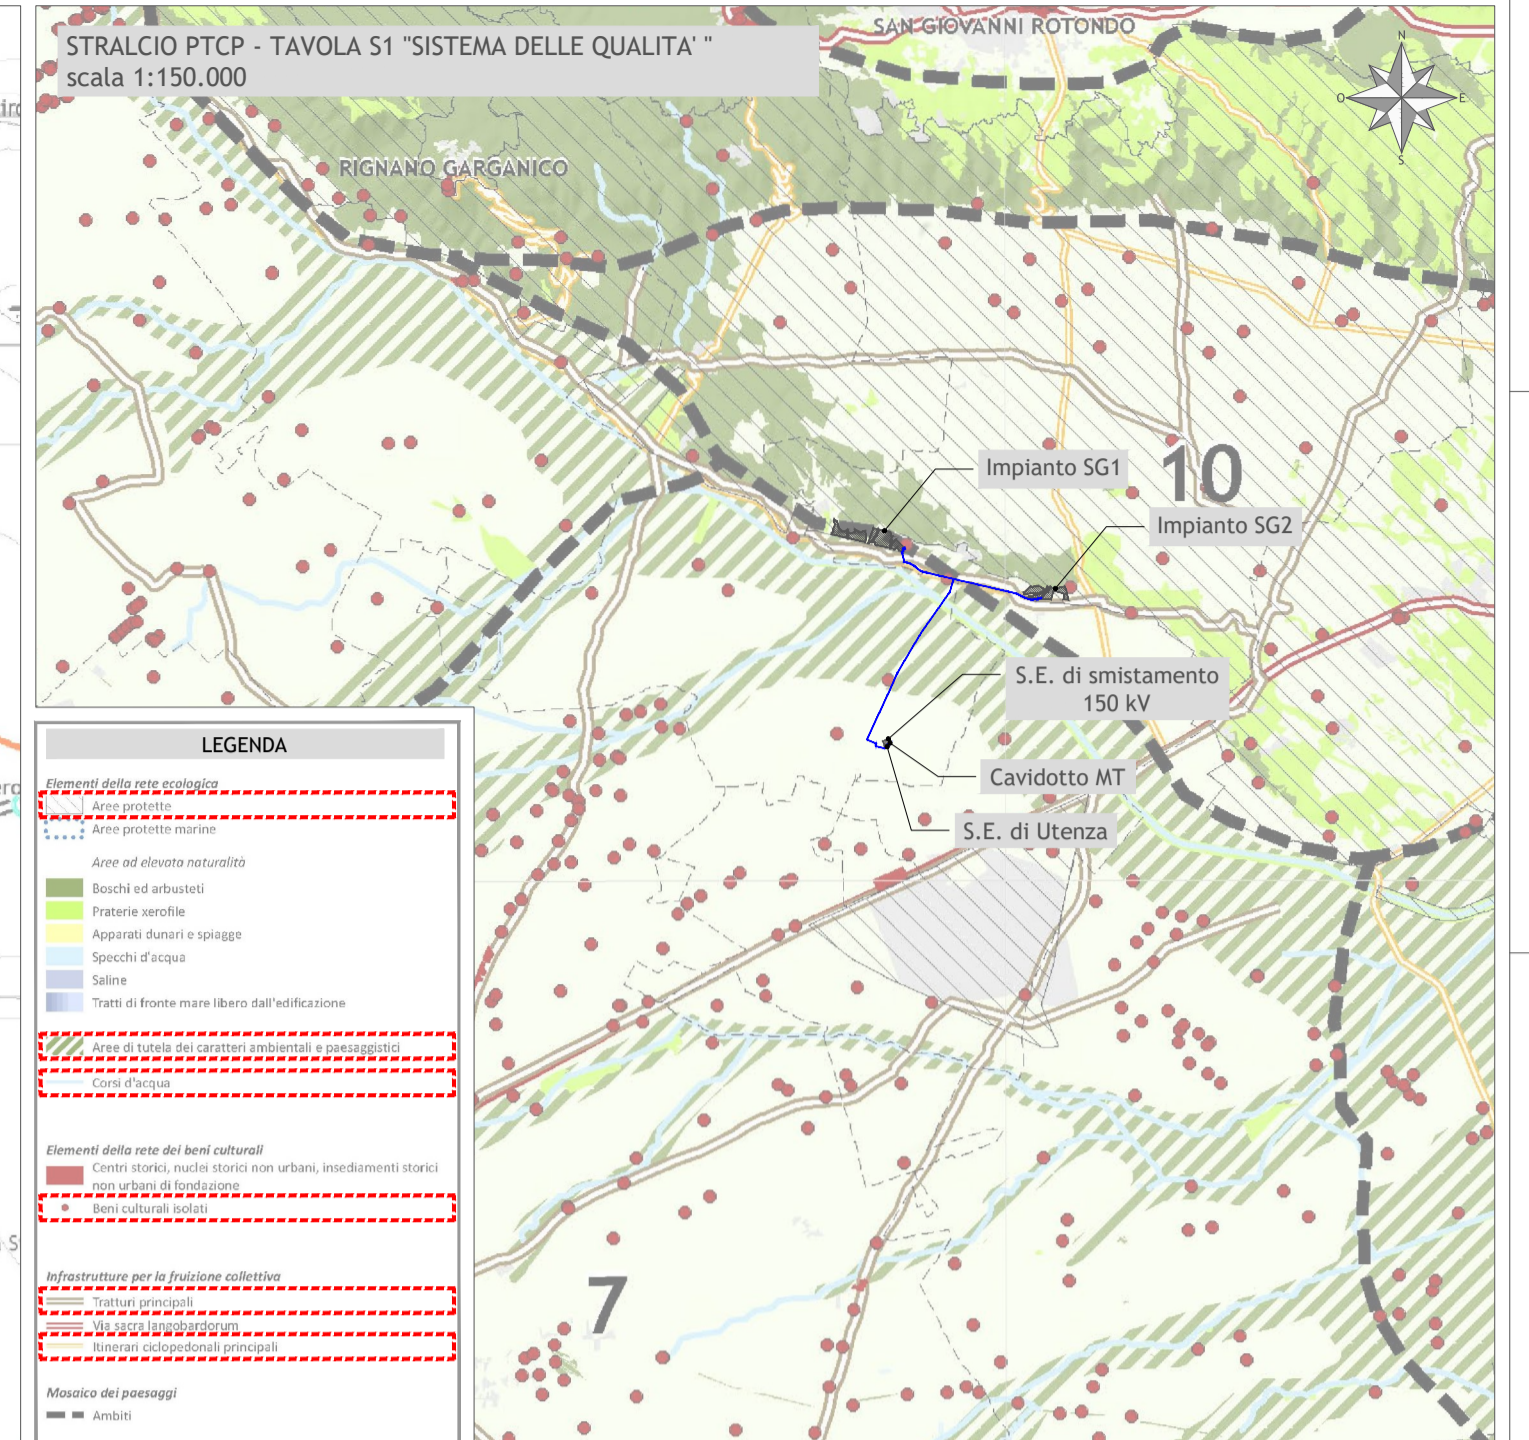 STRALCIO PTCP - TAVOLA S1 "SISTEMA DELLE QUALITA' "
scala 1:150.000
SAN GIOVANNI ROTONDO
N
O
E
S
RIGNANO GARGANICO
10
Impianto SG1
Impianto SG2
S.E. di smistamento
150 kV
Cavidotto MT
S.E. di Utenza
7
LEGENDA
Elementi della rete ecologica
Aree protette
Aree protette marine
Aree ad elevata naturalità
Boschi ed arbusteti
Praterie xerofile
Apparati dunari e spiagge
Specchi d'acqua
Saline
Tratti di fronte mare libero dall'edificazione
Aree di tutela dei caratteri ambientali e paesaggistici
Corsi d'acqua
Elementi della rete dei beni culturali
Centri storici, nuclei storici non urbani, insediamenti storici
non urbani di fondazione
Beni culturali isolati
Infrastrutture per la fruizione collettiva
Tratturi principali
Via sacra langobardorum
Itinerari ciclopedonali principali
Mosaico dei paesaggi
Ambiti